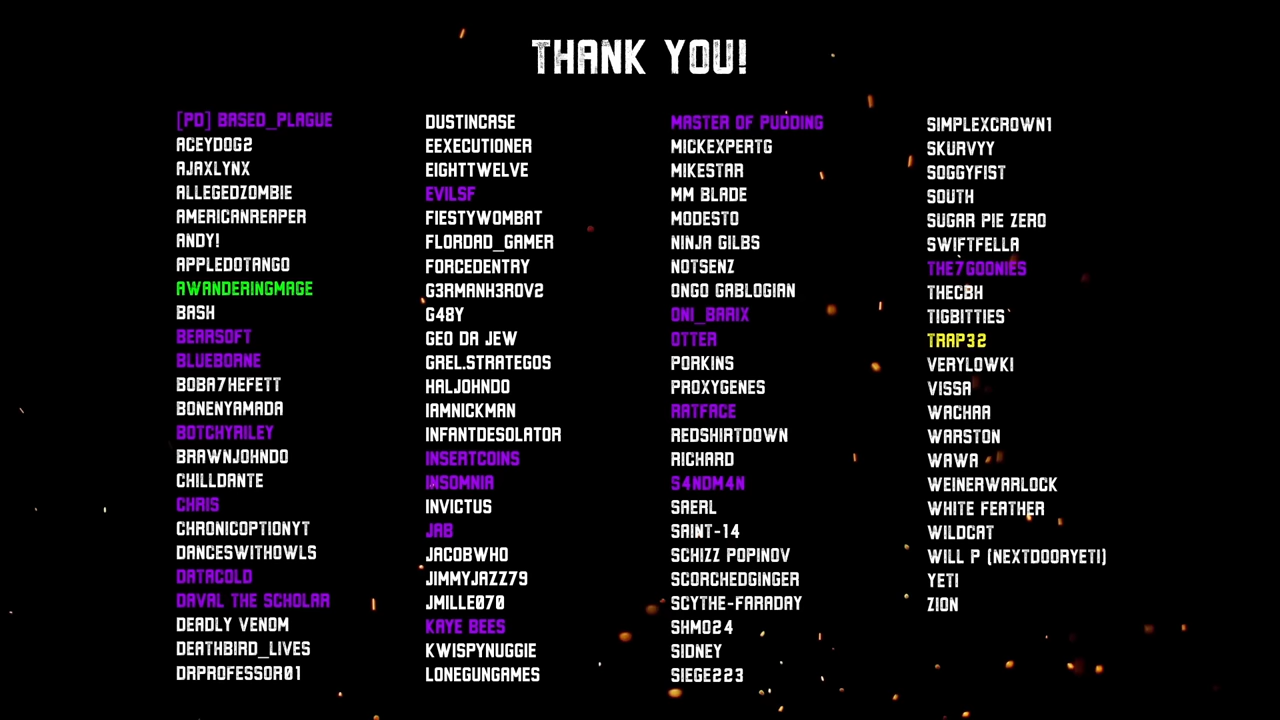 THANK YOU!
[PD] BASED_PLAGUE
ACEYDOG2
AJAXLYNX
ALLEGEDZOMBIE
AMERICANREAPER
ANDY!
APPLEDOTANGO
AWANDERINGMAGE
BASH
BEARSOFT
BLUEBORNE
BOBA7HEFETT
BONENYAMADA
BOTCHYRILEY
BRAWNJOHNDO
CHILLDANTE
CHRIS
CHRONICOPTIONYT
DANCESWITHOWLS
DATACOLD
DAVAL THE SCHOLAR
DEADLY VENOM
DEATHBIRD_LIVES
DRPROFESSOR01
DUSTINCASE
EEXECUTIONER
EIGHTTWELVE
EVILSF
FIESTYWOMBAT
FLORDAD_GAMER
FORCEDENTRY
G3RMANH3ROV2
G48Y
GEO DA JEW
GREL.STRATEGOS
HALJOHNDO
IAMNICKMAN
INFANTDESOLATOR
INSERTCOINS
INSOMNIA
INVICTUS
JAB
JACOBWHO
JIMMYJAZZ79
JMILLE070
KAYE BEES
KWISPYNUGGIE
LONEGUNGAMES
MASTER OF PUDDING
MICKEXPERTG
MIKESTAR
MM BLADE
MODESTO
NINJA GILBS
NOTSENZ
ONGO GABLOGIAN
ONI_BARIX
OTTER
PORKINS
PROXYGENES
RATFACE
REDSHIRTDOWN
RICHARD
S4NDM4N
SAERL
SAINT-14
SCHIZZ POPINOV
SCORCHEDGINGER
SCYTHE-FARADAY
SHMO24
SIDNEY
SIEGE223
SIMPLEXCROWN1
SKURVYY
SOGGYFIST
SOUTH
SUGAR PIE ZERO
SWIFTFELLA
THE7GOONIES
THECBH
TIGBITTIES
TRAP32
VERYLOWKI
VISSA
WACHAA
WARSTON
WAWA
WEINERWARLOCK
WHITE FEATHER
WILDCAT
WILL P (NEXTDOORYETI)
YETI
ZION